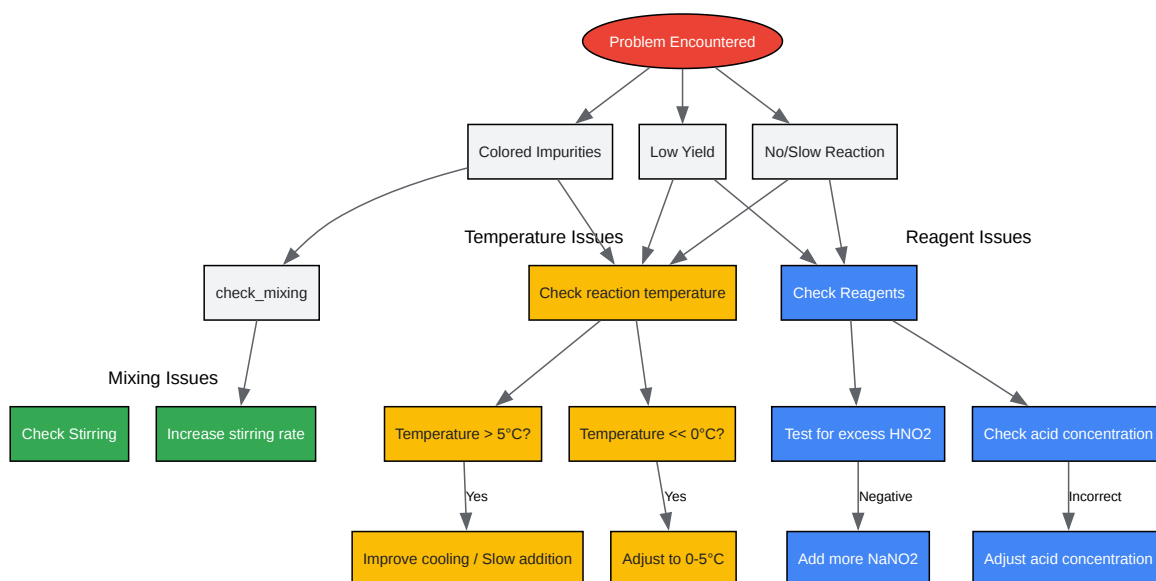 Problem Encountered
Colored Impurities
Low Yield
No/Slow Reaction
Temperature Issues
Reagent Issues
check_mixing
Check reaction temperature
Check Reagents
Mixing Issues
Check Stirring
Increase stirring rate
Temperature > 5°C?
Temperature << 0°C?
Test for excess HNO2
Check acid concentration
Yes
Yes
Negative
Incorrect
Improve cooling / Slow addition
Adjust to 0-5°C
Add more NaNO2
Adjust acid concentration